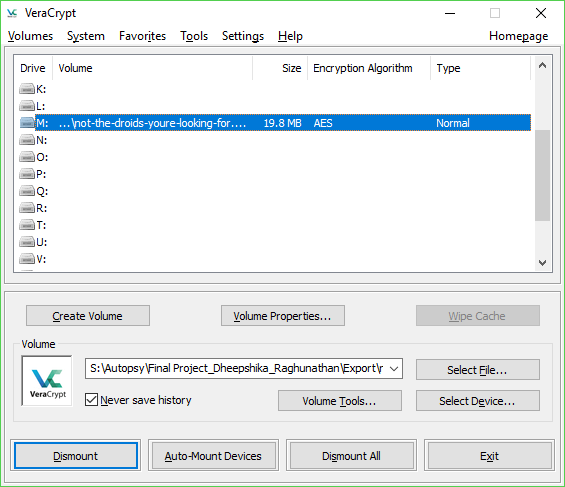 VeraCrypt
Volumes System Favorites Tools Settings Help Homepage
Drive Volume Size Encryption Algorithm Type
K:
L:
M: ...\not-the-droids-youre-looking-for.... 19.8 MB AES Normal
N:
O:
P:
Q:
R:
T:
U:
V:
Create Volume Volume Properties... Wipe Cache
Volume
VeraCrypt
S:\Autopsy\Final Project_Dheepshika_Raghunathan\Export\r
Select File...
Never save history Volume Tools... Select Device...
Dismount Auto-Mount Devices Dismount All Exit